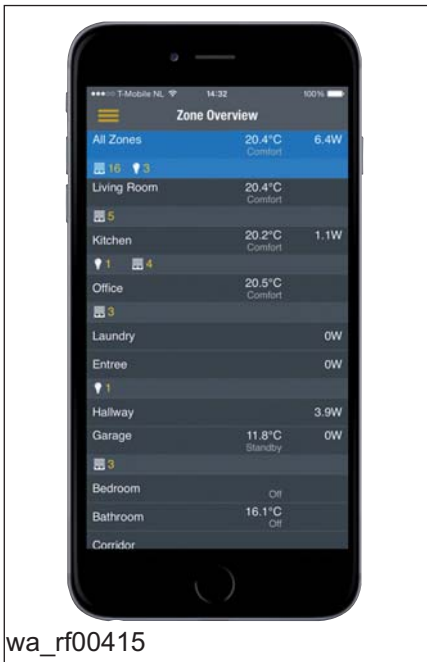 T-Mobile NL 14:32 100%
Zone Overview
All Zones 20.4°C 6.4W
Comfort
16 3
Living Room 20.4°C
Comfort
5
Kitchen 20.2°C 1.1W
Comfort
1 4
Office 20.5°C
Comfort
3
Laundry 0W
Entree 0W
1
Hallway 3.9W
Garage 11.8°C 0W
Standby
3
Bedroom
Off
Bathroom 16.1°C
Off
Corridor
wa_rf00415